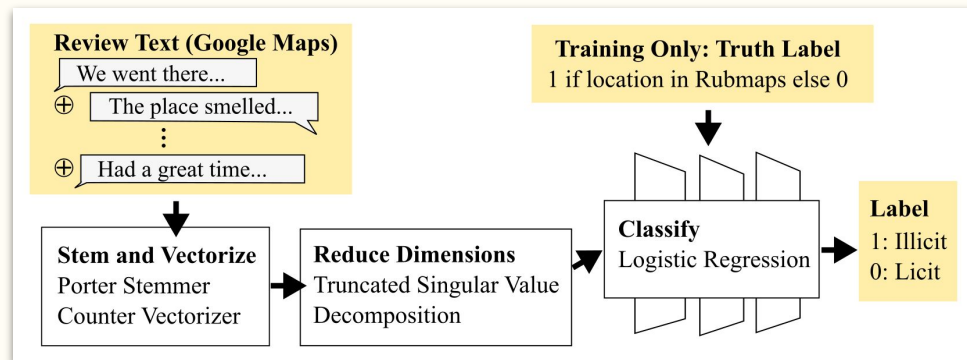 Review Text (Google Maps)
We went there...
⊕ The place smelled...
⋮
⊕ Had a great time...
Training Only: Truth Label
1 if location in Rubmaps else 0
Stem and Vectorize
Porter Stemmer
Counter Vectorizer
Reduce Dimensions
Truncated Singular Value
Decomposition
Classify
Logistic Regression
Label
1: Illicit
0: Licit